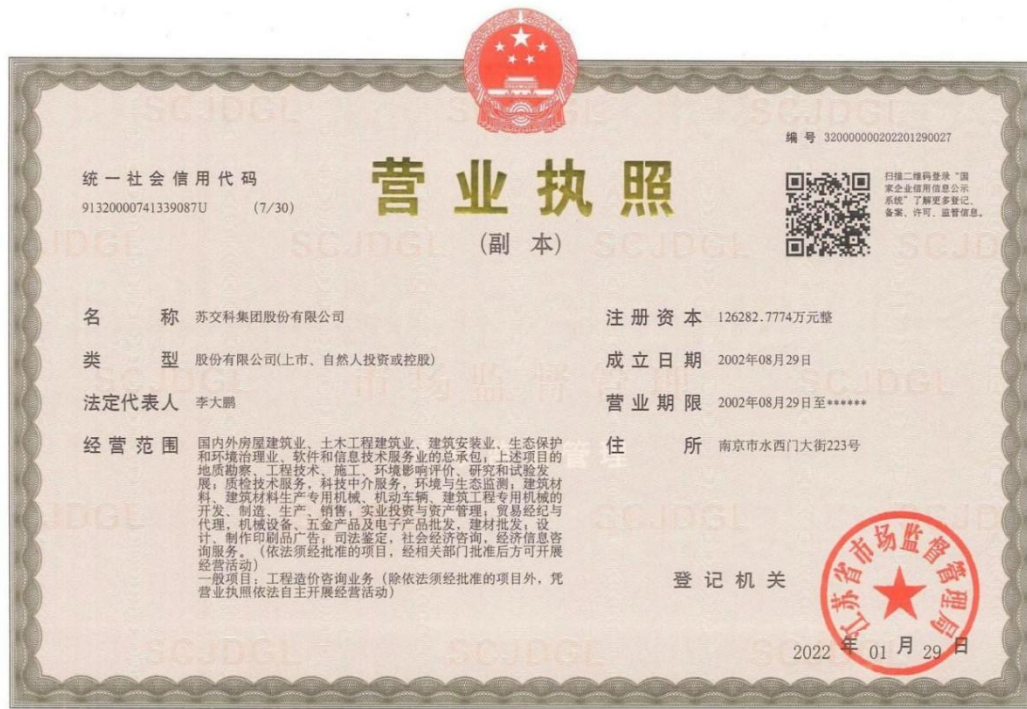 编 号 320000000202201290027
统一社会信用代码
91320000741339087U (7/30)
营业执照
(副 本)
扫描二维码登录“国
家企业信用信息公示
系统”了解更多登记、
备案、许可、监管信息。
名 称 苏交科集团股份有限公司
类 型 股份有限公司(上市、自然人投资或控股)
法定代表人 李大鹏
经营范围 国内外房屋建筑业、土木工程建筑业、建筑安装业、生态保护
和环境治理业、软件和信息技术服务业的总承包；上述项目的
地质勘察、工程技术、施工、环境影响评价、研究和试验发
展；质检技术服务，科技中介服务，环境与生态监测；建筑材
料、建筑材料生产专用机械、机动车辆、建筑工程专用机械的
开发、制造、生产、销售；实业投资与资产管理；贸易经纪与
代理，机械设备、五金产品及电子产品批发，建材批发；设
计、制作印刷品广告；司法鉴定，社会经济咨询，经济信息咨
询服务。（依法须经批准的项目，经相关部门批准后方可开展
经营活动）
一般项目：工程造价咨询业务（除依法须经批准的项目外，凭
营业执照依法自主开展经营活动）
注册资本 126282.7774万元整
成立日期 2002年08月29日
营业期限 2002年08月29日至******
住 所 南京市水西门大街223号
登记机关
江苏省市场监督管理局
2022 年 01 月 29 日
SCJDGL
市场监督管理